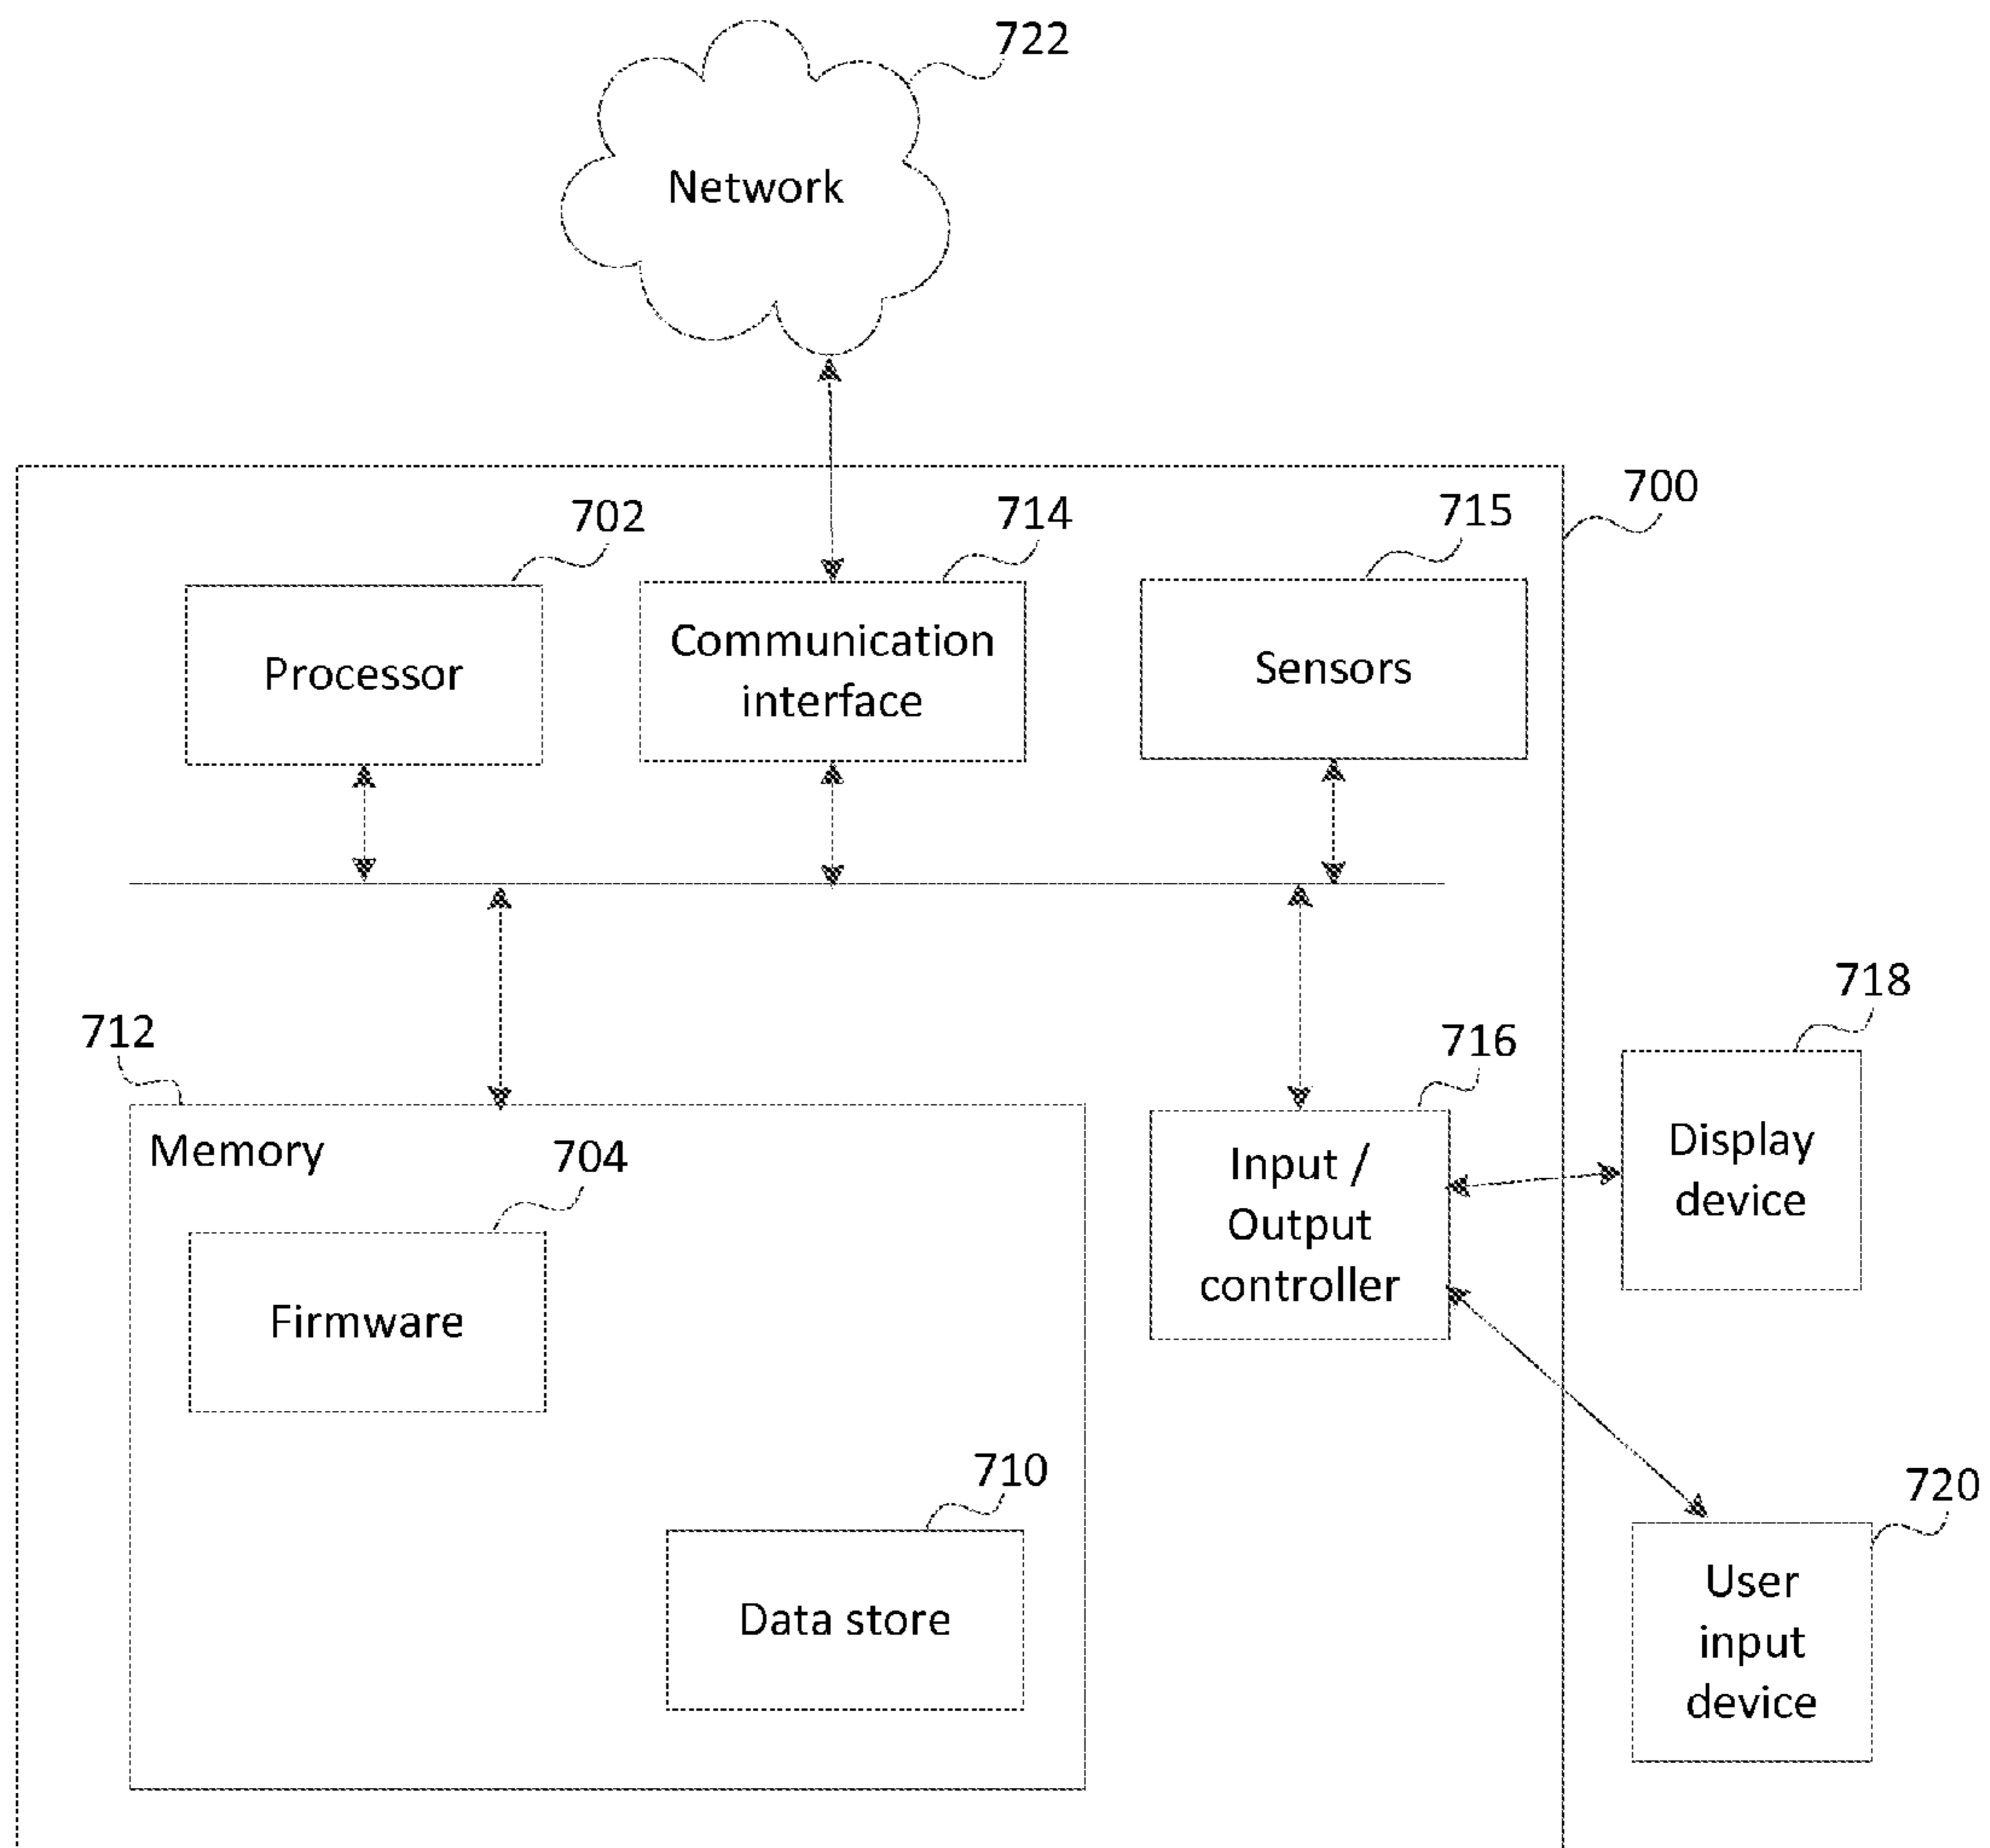 722
Network
700
702
714
715
Processor
Communication
interface
Sensors
712
716
718
Memory
704
Firmware
Input /
Output
controller
Display
device
710
Data store
720
User
input
device